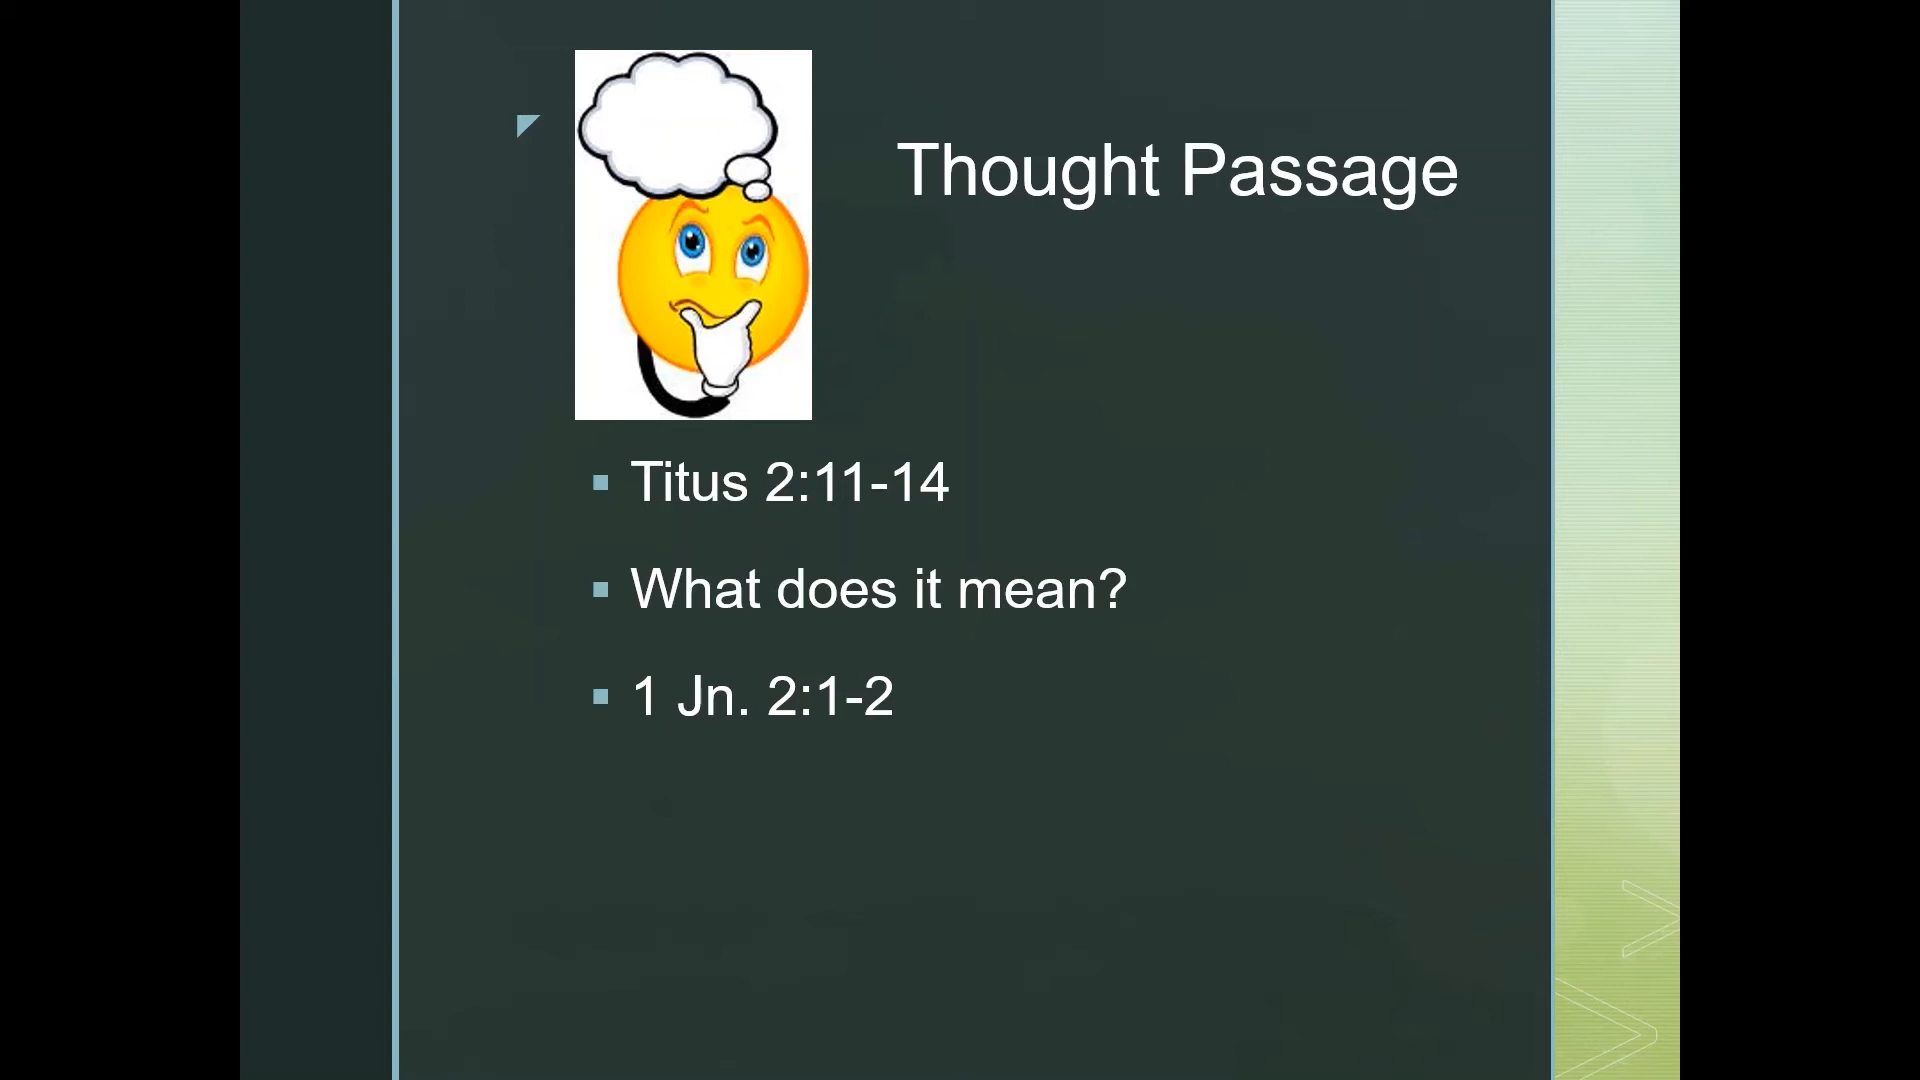 Thought Passage
Titus 2:11-14
What does it mean?
1 Jn. 2:1-2